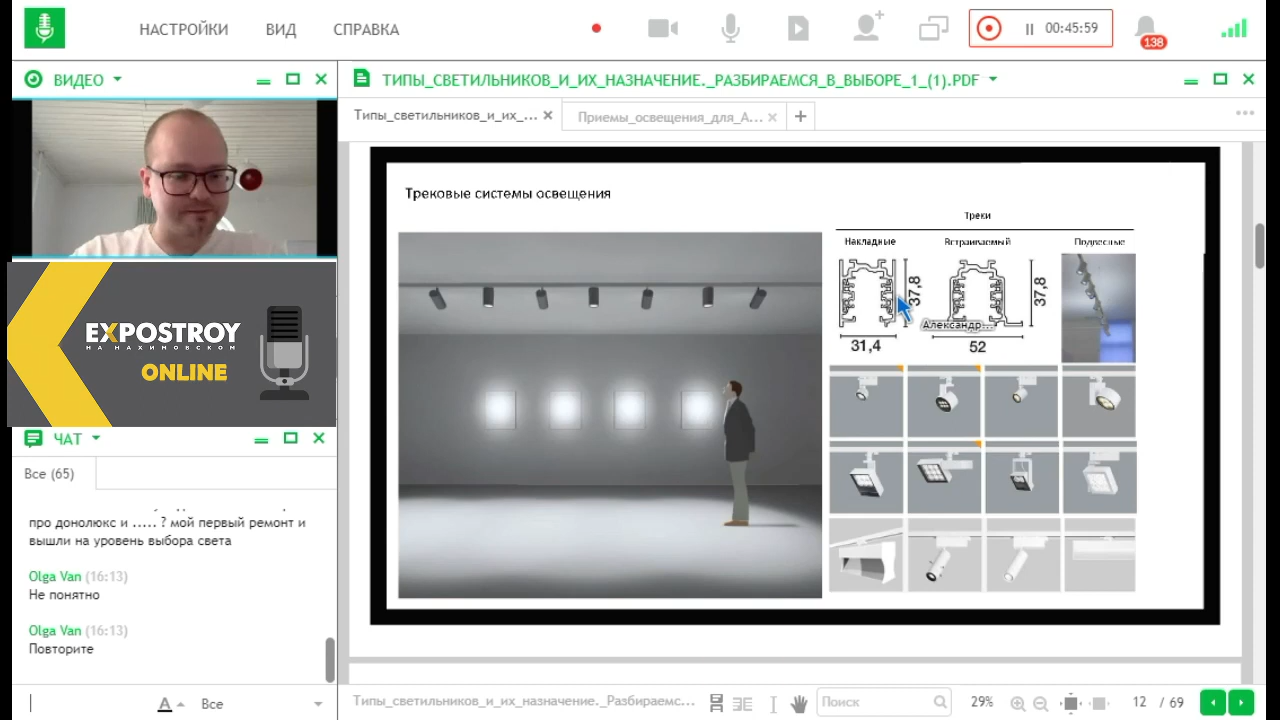 НАСТРОЙКИ ВИД СПРАВКА
00:45:59
138
ВИДЕО
EXPOSTROY
НА НАХИМОВСКОМ
ONLINE
ЧАТ
Все (65)
про донолюкс и ..... ? мой первый ремонт и
вышли на уровень выбора света
Olga Van (16:13)
Не понятно
Olga Van (16:13)
Повторите
A Все
ТИПЫ_СВЕТИЛЬНИКОВ_И_ИХ_НАЗНАЧЕНИЕ._РАЗБИРАЕМСЯ_В_ВЫБОРЕ_1_(1).PDF
Типы_светильников_и_их_... Приемы_освещения_для_А...
Трековые системы освещения
Треки
Накладные Встраиваемый Подвесные
37,8 37,8
Александр...
31,4 52
Типы_светильников_и_их_назначение._Разбираемс... Поиск 29% 12 / 69